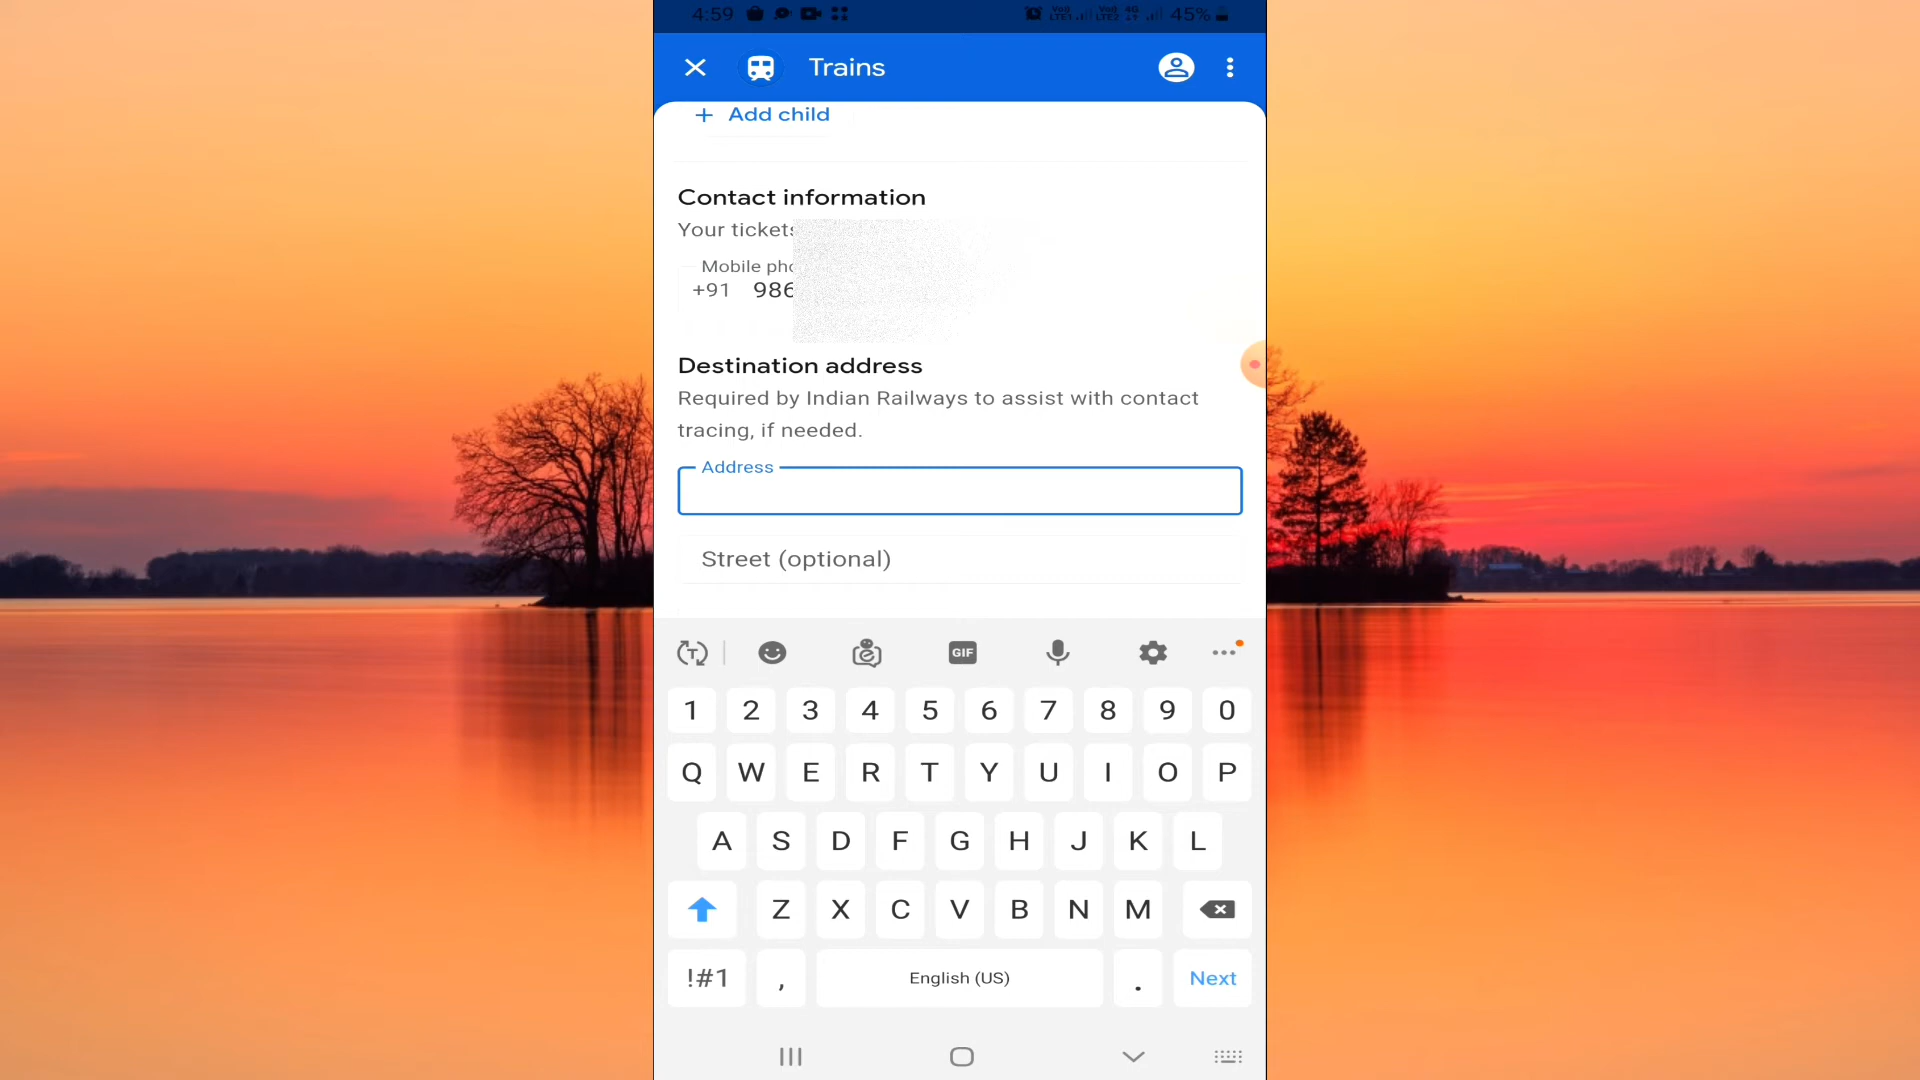 4:59
45%
Trains
+ Add child
Contact information
Your tickets
Mobile pho
+91 986
Destination address
Required by Indian Railways to assist with contact
tracing, if needed.
Address
Street (optional)
GIF
1 2 3 4 5 6 7 8 9 0
Q W E R T Y U I O P
A S D F G H J K L
Z X C V B N M
!#1 , English (US) . Next